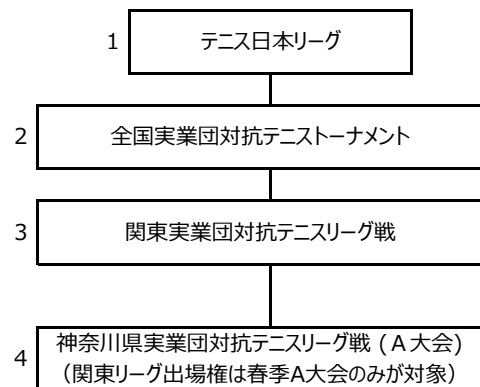 1 テニス日本リーグ
2 全国実業団対抗テニストーナメント
3 関東実業団対抗テニスリーグ戦
4 神奈川県実業団対抗テニスリーグ戦 (A大会)
（関東リーグ出場権は春季A大会のみが対象）